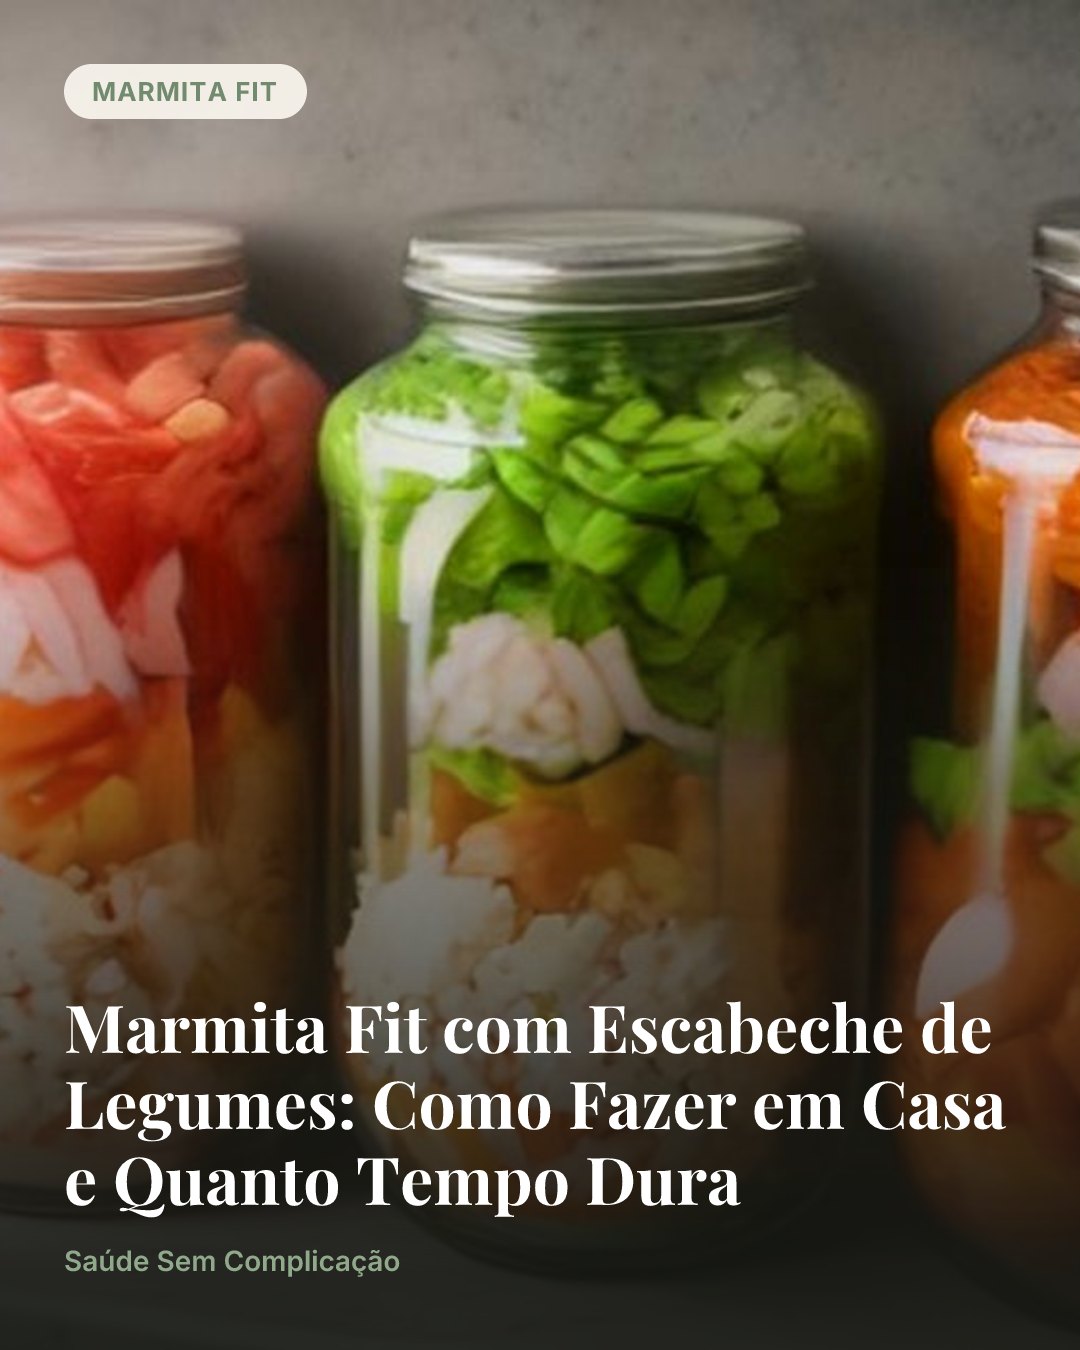 MARMITA FIT
Marmita Fit com Escabeche de
Legumes: Como Fazer em Casa
e Quanto Tempo Dura
Saúde Sem Complicação